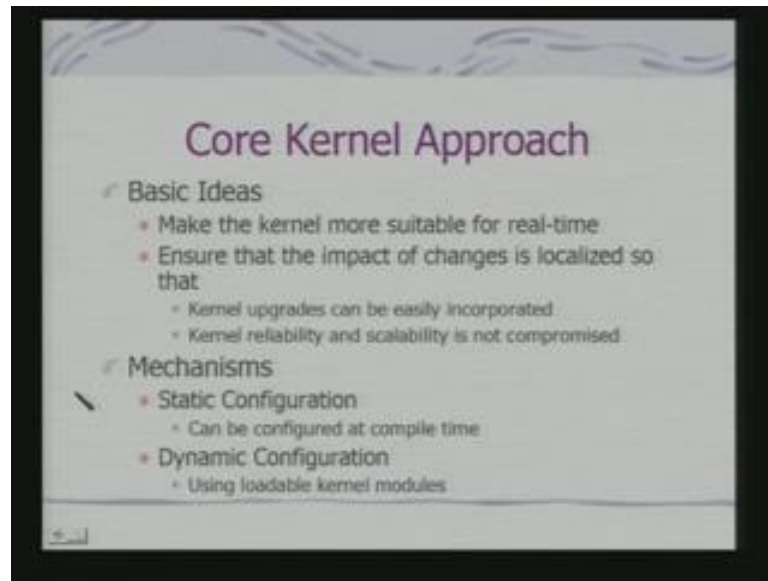 Core Kernel Approach
Basic Ideas
Make the kernel more suitable for real-time
Ensure that the impact of changes is localized so
that
Kernel upgrades can be easily incorporated
Kernel reliability and scalability is not compromised
Mechanisms
Static Configuration
Can be configured at compile time
Dynamic Configuration
Using loadable kernel modules